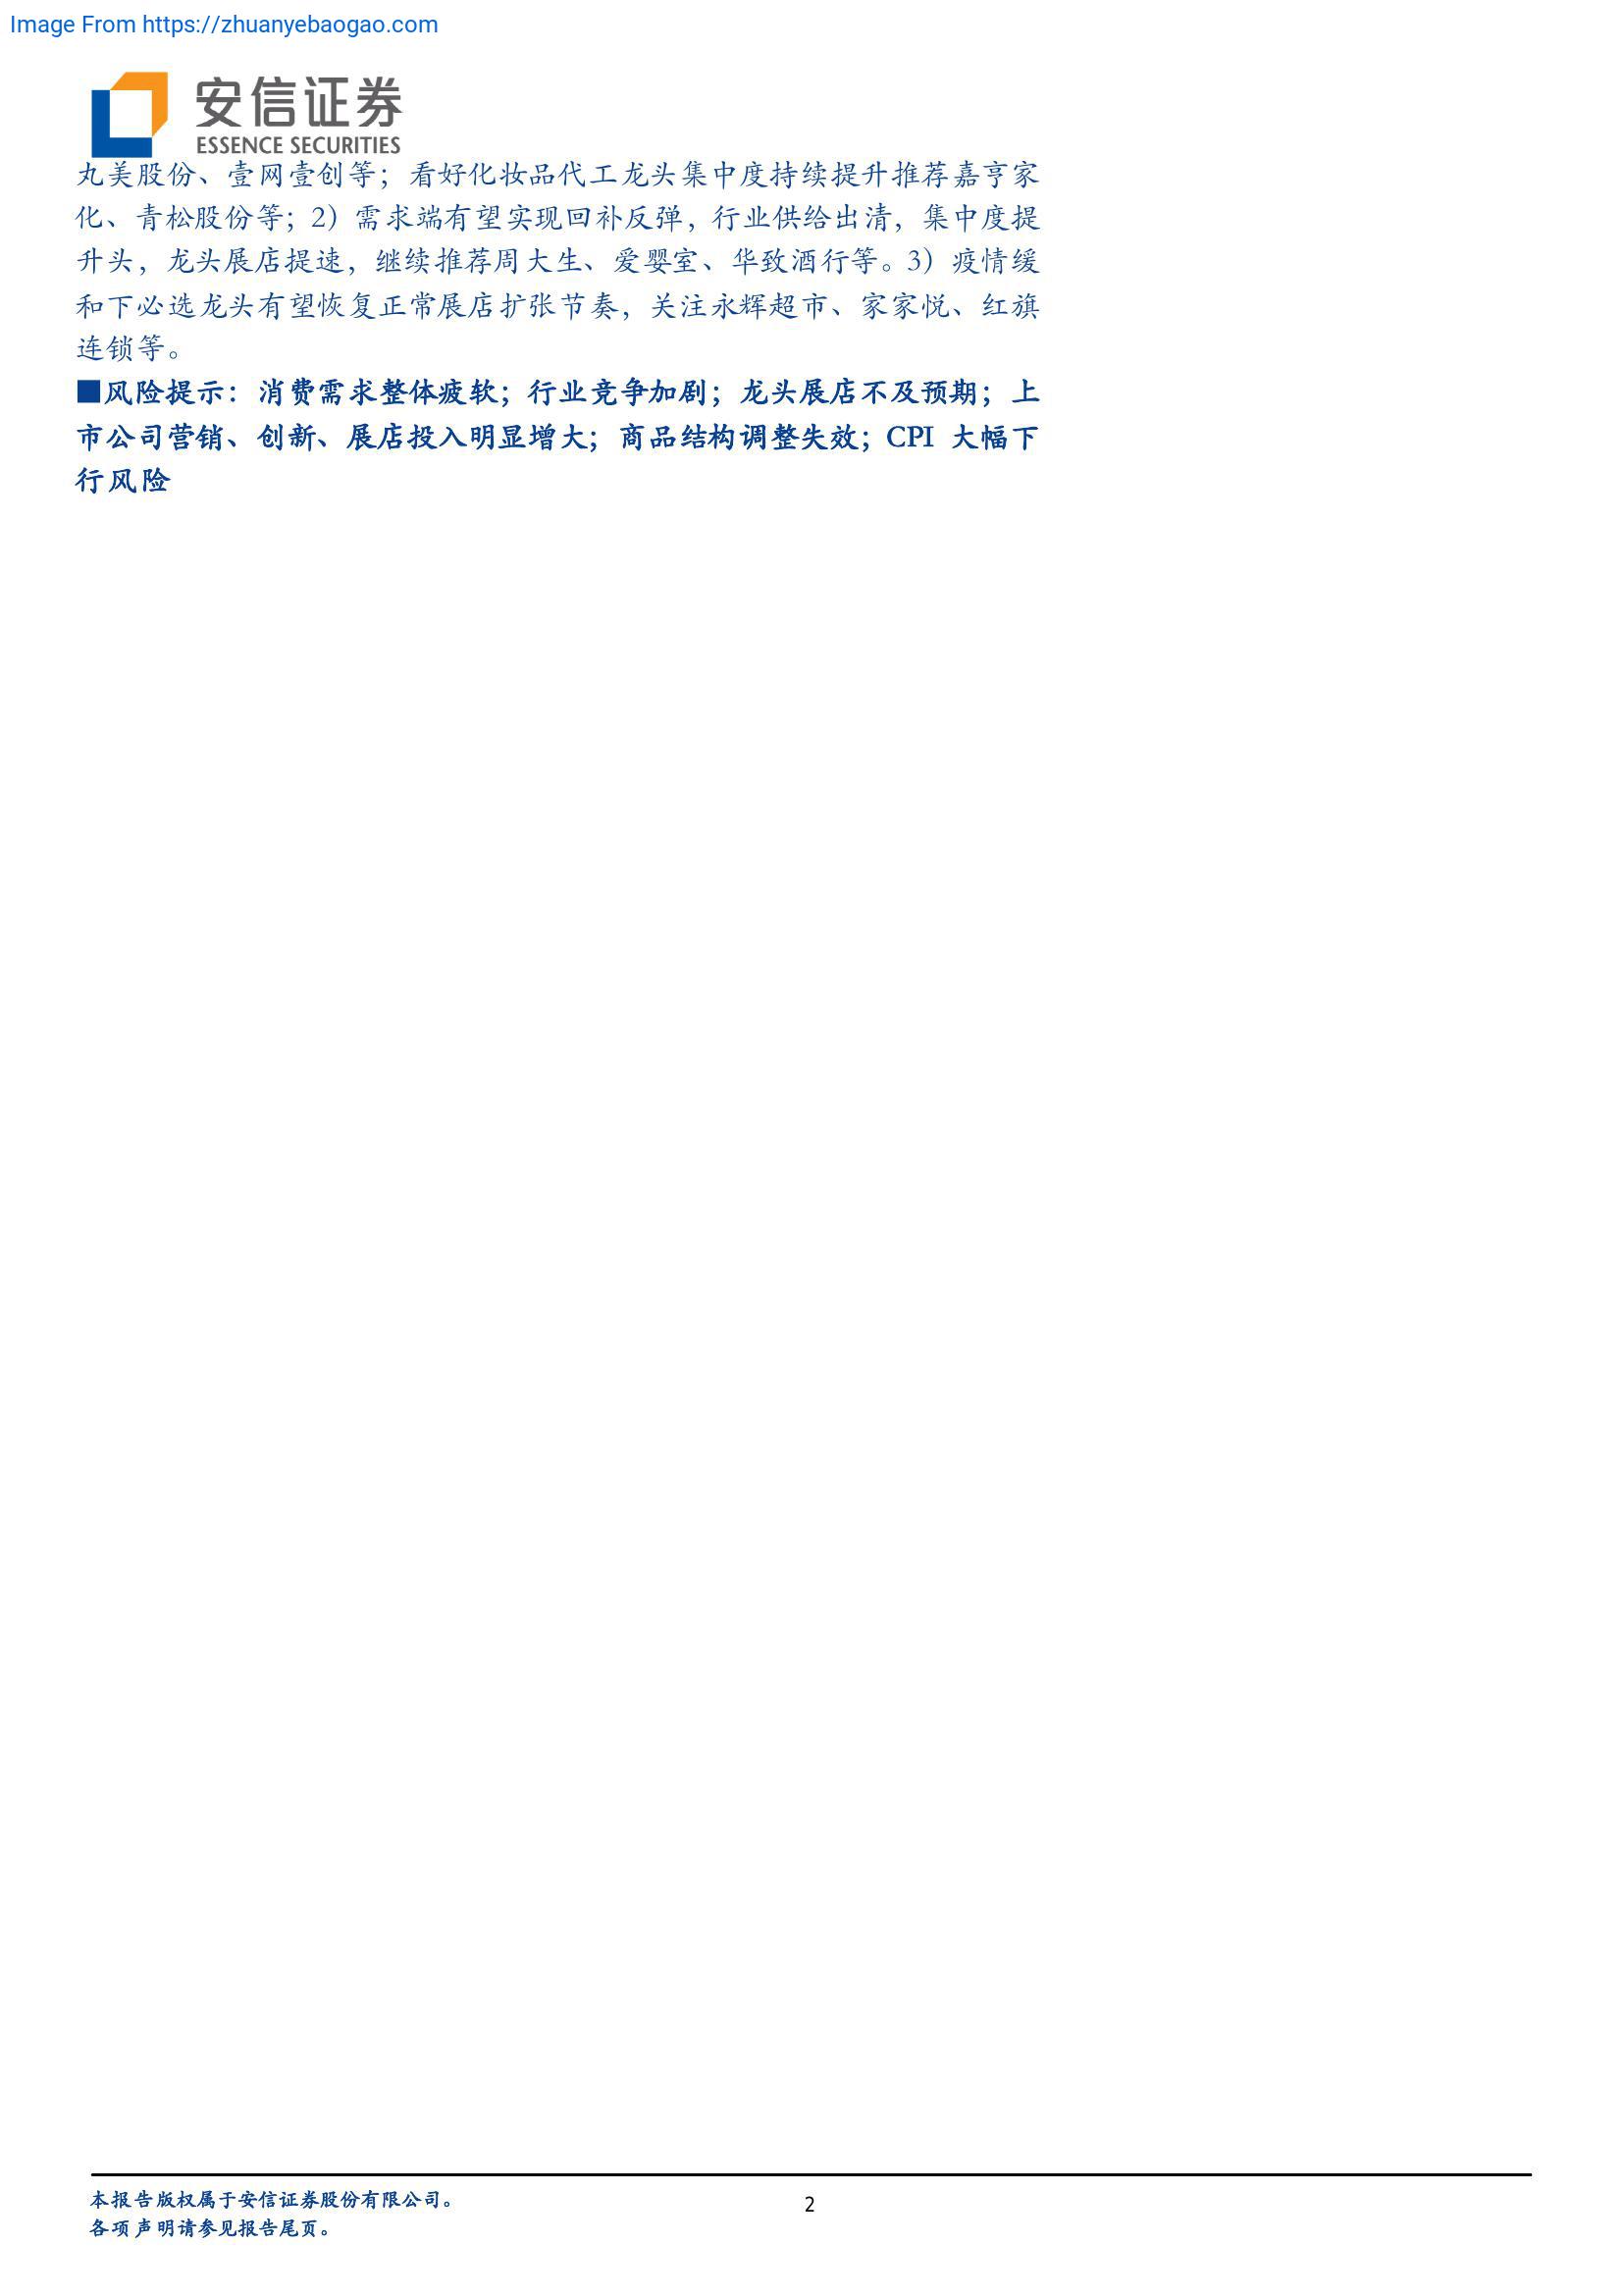 Image From https://zhuanyebaogao.com
安信证券
ESSENCE SECURITIES
丸美股份、壹网壹创等；看好化妆品代工龙头集中度持续提升推荐嘉亨家
化、青松股份等；2）需求端有望实现回补反弹，行业供给出清，集中度提
升头，龙头展店提速，继续推荐周大生、爱婴室、华致酒行等。3）疫情缓
和下必选龙头有望恢复正常展店扩张节奏，关注永辉超市、家家悦、红旗
连锁等。
■风险提示：消费需求整体疲软；行业竞争加剧；龙头展店不及预期；上
市公司营销、创新、展店投入明显增大；商品结构调整失效；CPI 大幅下
行风险
本报告版权属于安信证券股份有限公司。
2
各项声明请参见报告尾页。